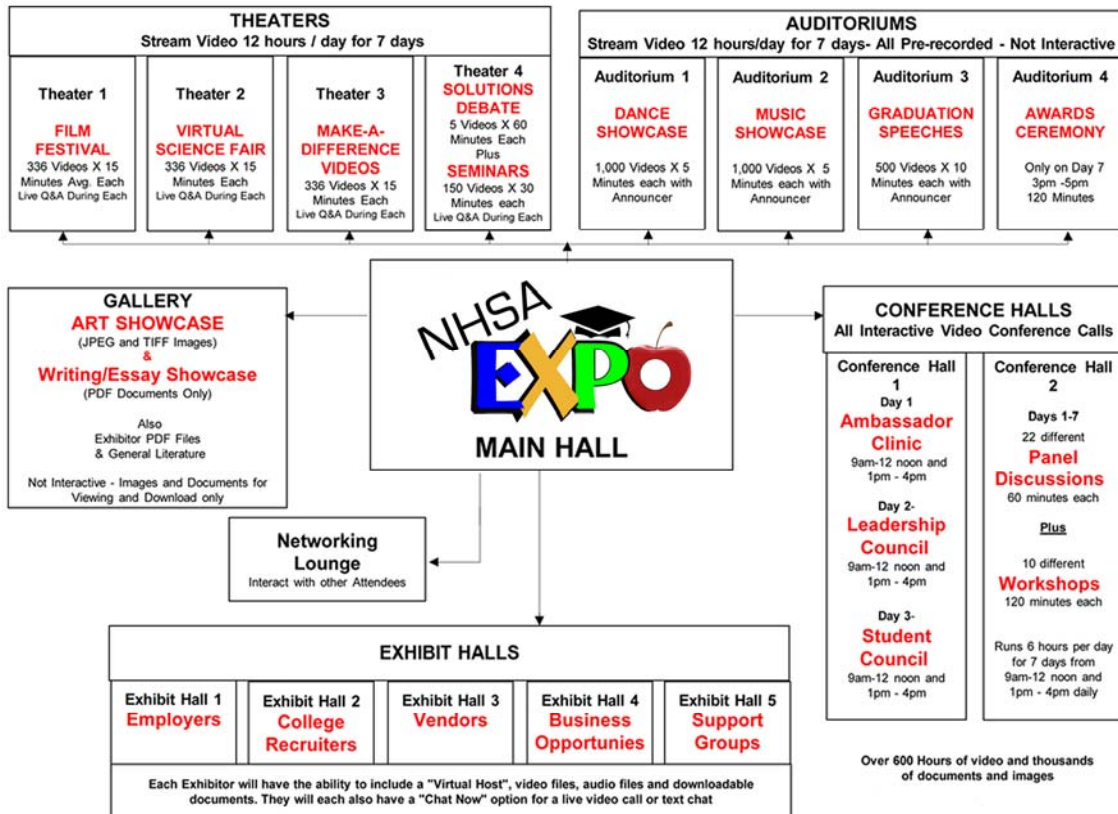 THEATERS
Stream Video 12 hours / day for 7 days
Theater 1
FILM
FESTIVAL
336 Videos X 15
Minutes Avg. Each
Live Q&A During Each
Theater 2
VIRTUAL
SCIENCE FAIR
336 Videos X 15
Minutes Each
Live Q&A During Each
Theater 3
MAKE-A-
DIFFERENCE
VIDEOS
336 Videos X 15
Minutes Each
Live Q&A During Each
Theater 4
SOLUTIONS
DEBATE
5 Videos X 60
Minutes Each
Plus
SEMINARS
150 Videos X 30
Minutes each
Live Q&A During Each
AUDITORIUMS
Stream Video 12 hours/day for 7 days- All Pre-recorded - Not Interactive
Auditorium 1
DANCE
SHOWCASE
1,000 Videos X 5
Minutes each with
Announcer
Auditorium 2
MUSIC
SHOWCASE
1,000 Videos X 5
Minutes each with
Announcer
Auditorium 3
GRADUATION
SPEECHES
500 Videos X 10
Minutes each with
Announcer
Auditorium 4
AWARDS
CEREMONY
Only on Day 7
3pm -5pm
120 Minutes
GALLERY
ART SHOWCASE
(JPEG and TIFF Images)
&
Writing/Essay Showcase
(PDF Documents Only)
Also
Exhibitor PDF Files
& General Literature
Not Interactive - Images and Documents for
Viewing and Download only
NHSA
EXPO
MAIN HALL
CONFERENCE HALLS
All Interactive Video Conference Calls
Conference Hall
1
Day 1
Ambassador
Clinic
9am-12 noon and
1pm - 4pm
Day 2-
Leadership
Council
9am-12 noon and
1pm - 4pm
Day 3-
Student
Council
9am-12 noon and
1pm - 4pm
Conference Hall
2
Days 1-7
22 different
Panel
Discussions
60 minutes each
Plus
10 different
Workshops
120 minutes each
Runs 6 hours per day
for 7 days from
9am-12 noon and
1pm - 4pm daily
Networking
Lounge
Interact with other Attendees
EXHIBIT HALLS
Exhibit Hall 1
Employers
Exhibit Hall 2
College
Recruiters
Exhibit Hall 3
Vendors
Exhibit Hall 4
Business
Opportunies
Exhibit Hall 5
Support
Groups
Each Exhibitor will have the ability to include a "Virtual Host", video files, audio files and downloadable
documents. They will each also have a "Chat Now" option for a live video call or text chat
Over 600 Hours of video and thousands
of documents and images